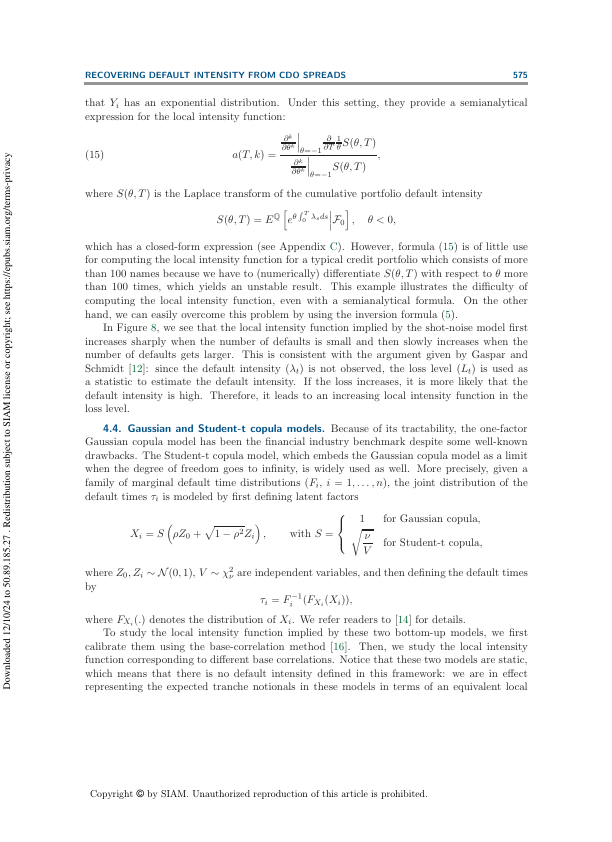 RECOVERING DEFAULT INTENSITY FROM CDO SPREADS 575
that Y_i has an exponential distribution. Under this setting, they provide a semianalytical
expression for the local intensity function:
(15) a(T, k) = \frac{\frac{\partial^k}{\partial\theta^k}\big|_{\theta=-1} \frac{\partial}{\partial T} \frac{1}{\theta} S(\theta, T)}{\frac{\partial^k}{\partial\theta^k}\big|_{\theta=-1} S(\theta, T)},
where S(θ, T) is the Laplace transform of the cumulative portfolio default intensity
S(\theta, T) = E^{\mathbb{Q}} \left[ e^{\theta \int_0^T \lambda_s ds} \big| \mathcal{F}_0 \right], \quad \theta < 0,
which has a closed-form expression (see Appendix C). However, formula (15) is of little use
for computing the local intensity function for a typical credit portfolio which consists of more
than 100 names because we have to (numerically) differentiate S(θ, T) with respect to θ more
than 100 times, which yields an unstable result. This example illustrates the difficulty of
computing the local intensity function, even with a semianalytical formula. On the other
hand, we can easily overcome this problem by using the inversion formula (5).
In Figure 8, we see that the local intensity function implied by the shot-noise model first
increases sharply when the number of defaults is small and then slowly increases when the
number of defaults gets larger. This is consistent with the argument given by Gaspar and
Schmidt [12]: since the default intensity (λ_t) is not observed, the loss level (L_t) is used as
a statistic to estimate the default intensity. If the loss increases, it is more likely that the
default intensity is high. Therefore, it leads to an increasing local intensity function in the
loss level.
4.4. Gaussian and Student-t copula models. Because of its tractability, the one-factor
Gaussian copula model has been the financial industry benchmark despite some well-known
drawbacks. The Student-t copula model, which embeds the Gaussian copula model as a limit
when the degree of freedom goes to infinity, is widely used as well. More precisely, given a
family of marginal default time distributions (F_i, i = 1, . . . , n), the joint distribution of the
default times τ_i is modeled by first defining latent factors
X_i = S \left( \rho Z_0 + \sqrt{1 - \rho^2} Z_i \right), \quad with S = \begin{cases} 1 & \text{for Gaussian copula,} \\ \sqrt{\frac{\nu}{V}} & \text{for Student-t copula,} \end{cases}
where Z_0, Z_i ∼ \mathcal{N}(0, 1), V ∼ χ^2_ν are independent variables, and then defining the default times
by
τ_i = F_i^{-1}(F_{X_i}(X_i)),
where F_{X_i}(.) denotes the distribution of X_i. We refer readers to [14] for details.
To study the local intensity function implied by these two bottom-up models, we first
calibrate them using the base-correlation method [16]. Then, we study the local intensity
function corresponding to different base correlations. Notice that these two models are static,
which means that there is no default intensity defined in this framework: we are in effect
representing the expected tranche notionals in these models in terms of an equivalent local
Copyright © by SIAM. Unauthorized reproduction of this article is prohibited.
Downloaded 12/10/24 to 50.89.185.27 . Redistribution subject to SIAM license or copyright; see https://epubs.siam.org/terms-privacy